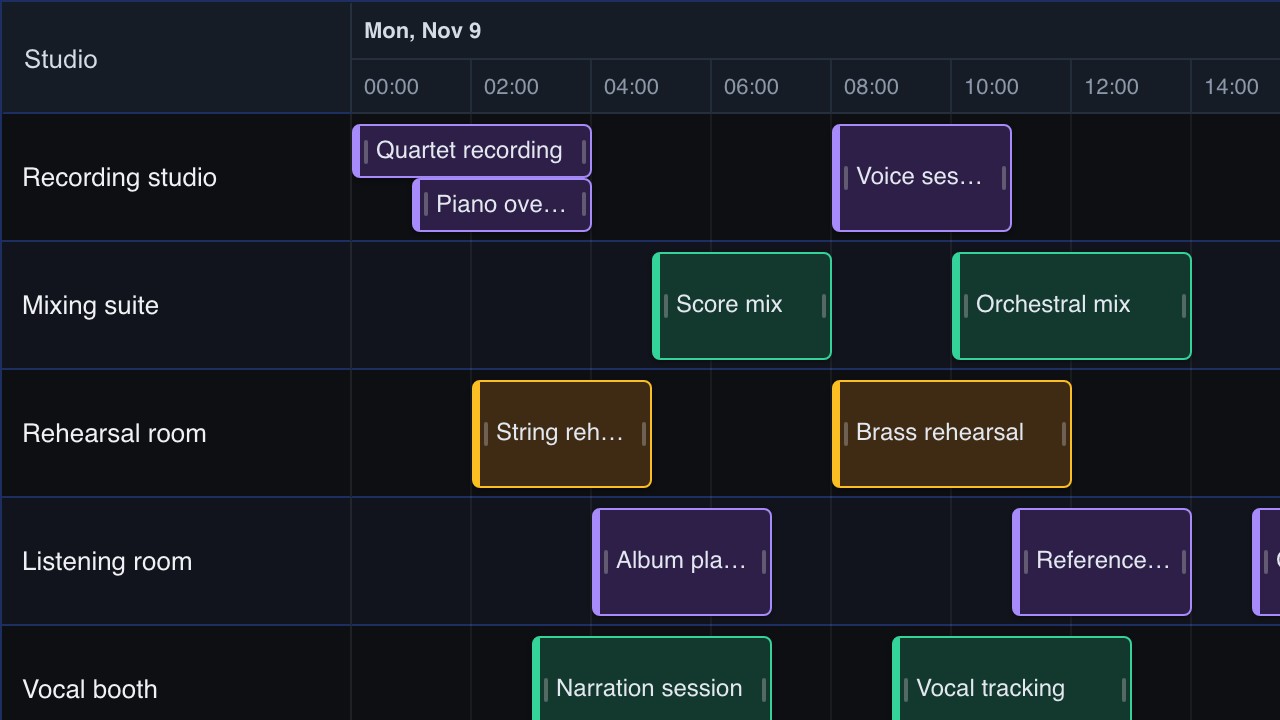 Studio
Mon, Nov 9
00:00 02:00 04:00 06:00 08:00 10:00 12:00 14:00
Recording studio
Quartet recording
Piano ove…
Voice ses…
Mixing suite
Score mix
Orchestral mix
Rehearsal room
String reh…
Brass rehearsal
Listening room
Album pla…
Reference…
Vocal booth
Narration session
Vocal tracking